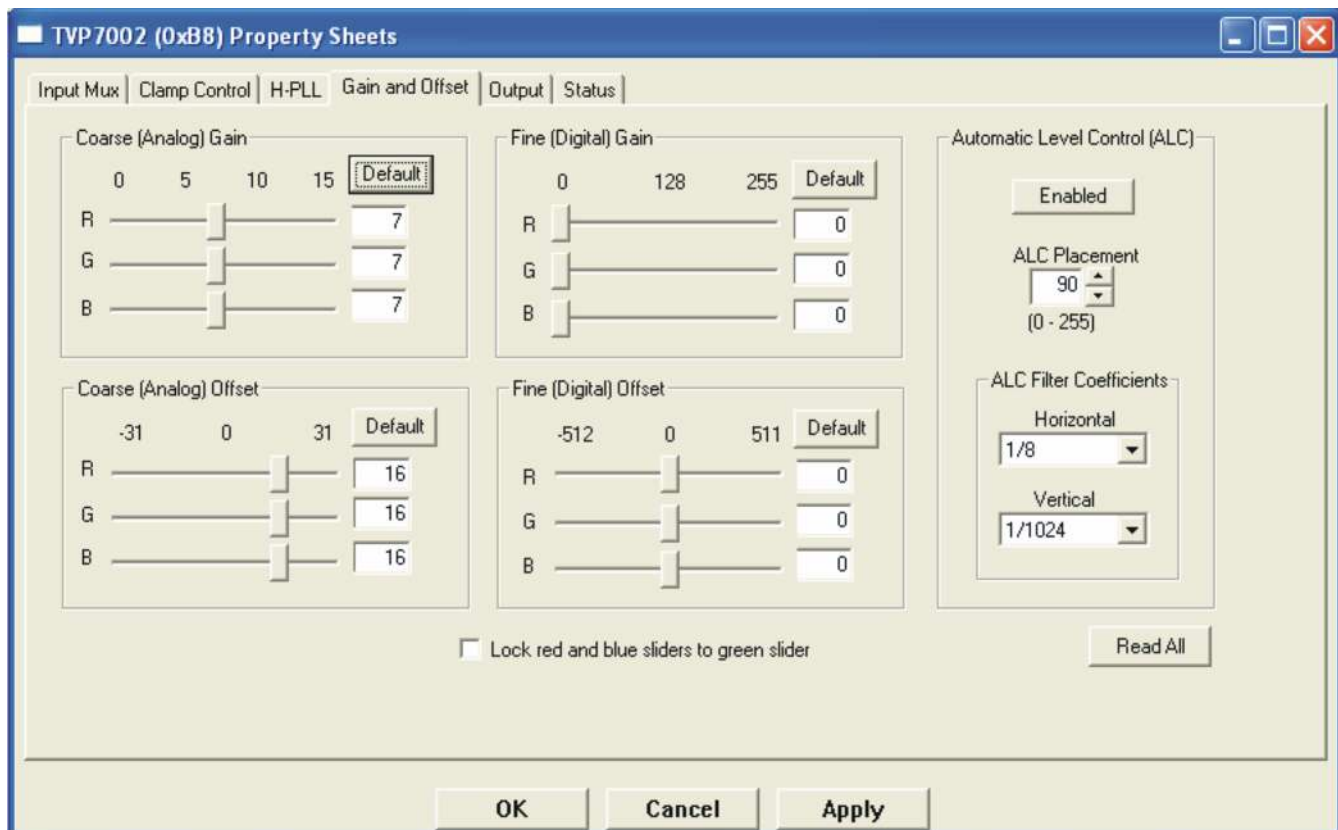 TVP7002 (0xB8) Property Sheets
Input Mux Clamp Control H-PLL Gain and Offset Output Status
Coarse (Analog) Gain
0 5 10 15 Default
R 7
G 7
B 7
Fine (Digital) Gain
0 128 255 Default
R 0
G 0
B 0
Coarse (Analog) Offset
-31 0 31 Default
R 16
G 16
B 16
Fine (Digital) Offset
-512 0 511 Default
R 0
G 0
B 0
Automatic Level Control (ALC)
Enabled
ALC Placement
90
(0 - 255)
ALC Filter Coefficients
Horizontal
1/8
Vertical
1/1024
Lock red and blue sliders to green slider
Read All
OK Cancel Apply